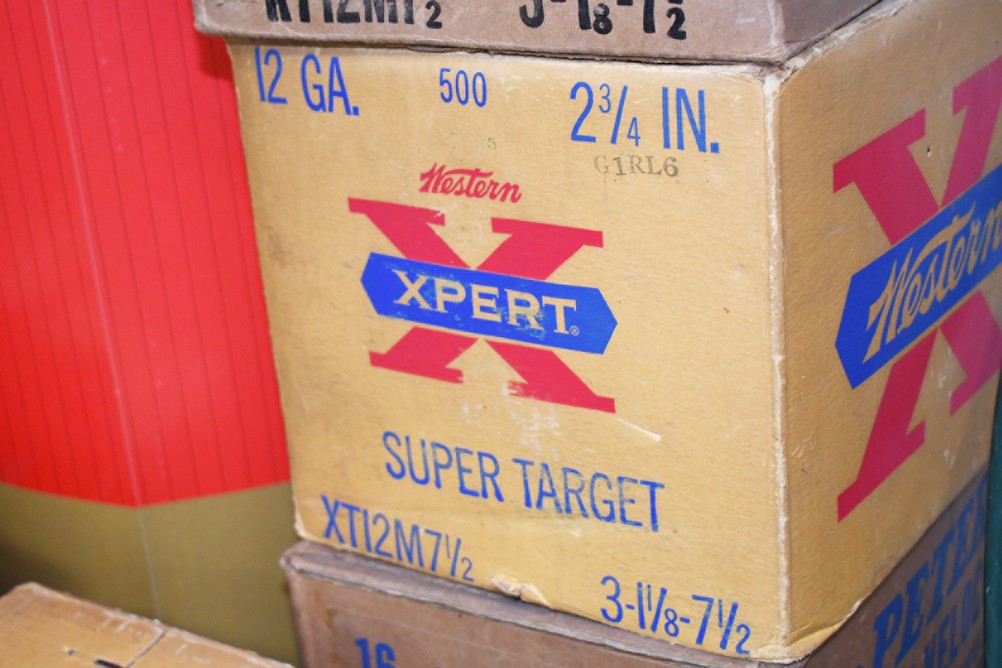 XT12M7½
3-1⅛-7½
12 GA.
500
2¾ IN.
G1RL6
Western
XPERT®
SUPER TARGET
XT12M7½
3-1⅛-7½
Western
16